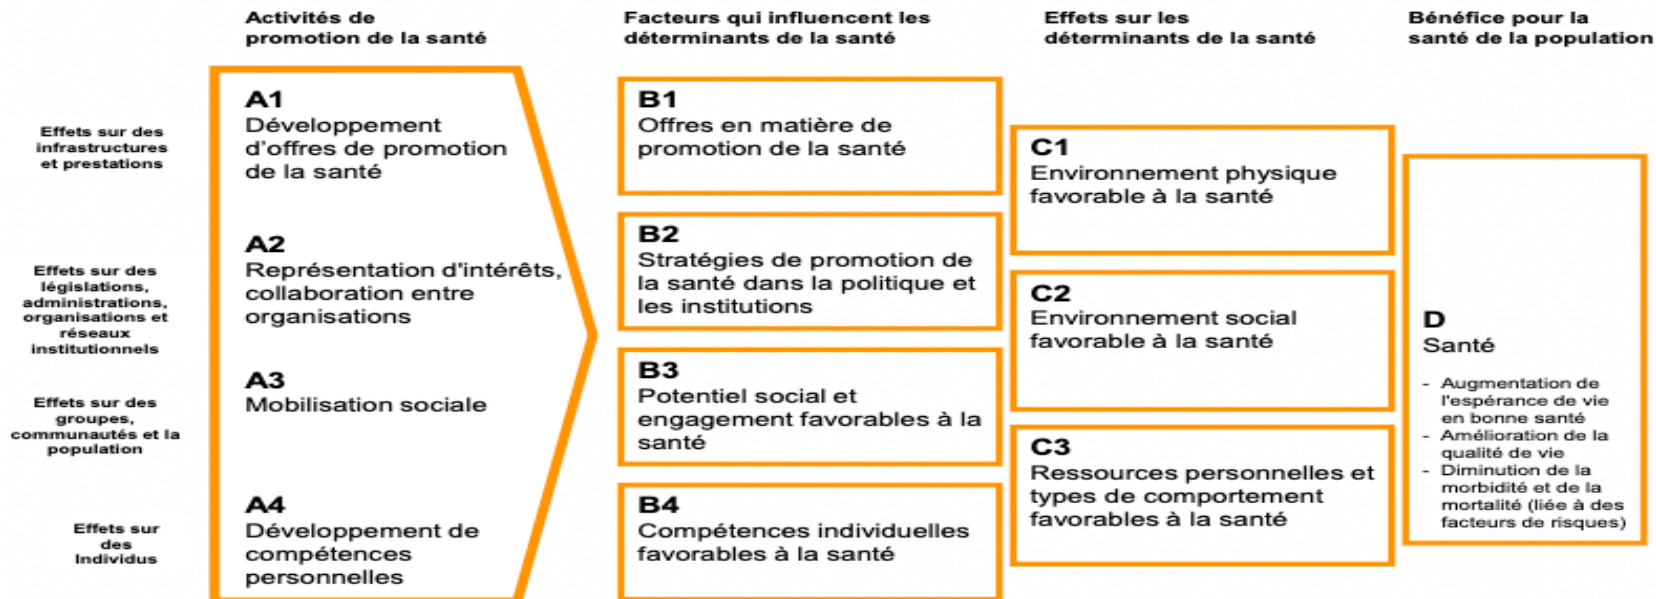 Activités de
promotion de la santé
Facteurs qui influencent les
déterminants de la santé
Effets sur les
déterminants de la santé
Bénéfice pour la
santé de la population
Effets sur des
infrastructures
et prestations
Effets sur des
législations,
administrations,
organisations et
réseaux
institutionnels
Effets sur des
groupes,
communautés et la
population
Effets sur
des
Individus
A1
Développement
d'offres de promotion
de la santé
A2
Représentation d'intérêts,
collaboration entre
organisations
A3
Mobilisation sociale
A4
Développement de
compétences
personnelles
B1
Offres en matière de
promotion de la santé
B2
Stratégies de promotion de
la santé dans la politique et
les institutions
B3
Potentiel social et
engagement favorables à la
santé
B4
Compétences individuelles
favorables à la santé
C1
Environnement physique
favorable à la santé
C2
Environnement social
favorable à la santé
C3
Ressources personnelles et
types de comportement
favorables à la santé
D
Santé
- Augmentation de
l'espérance de vie
en bonne santé
- Amélioration de la
qualité de vie
- Diminution de la
morbidité et de la
mortalité (liée à des
facteurs de risques)